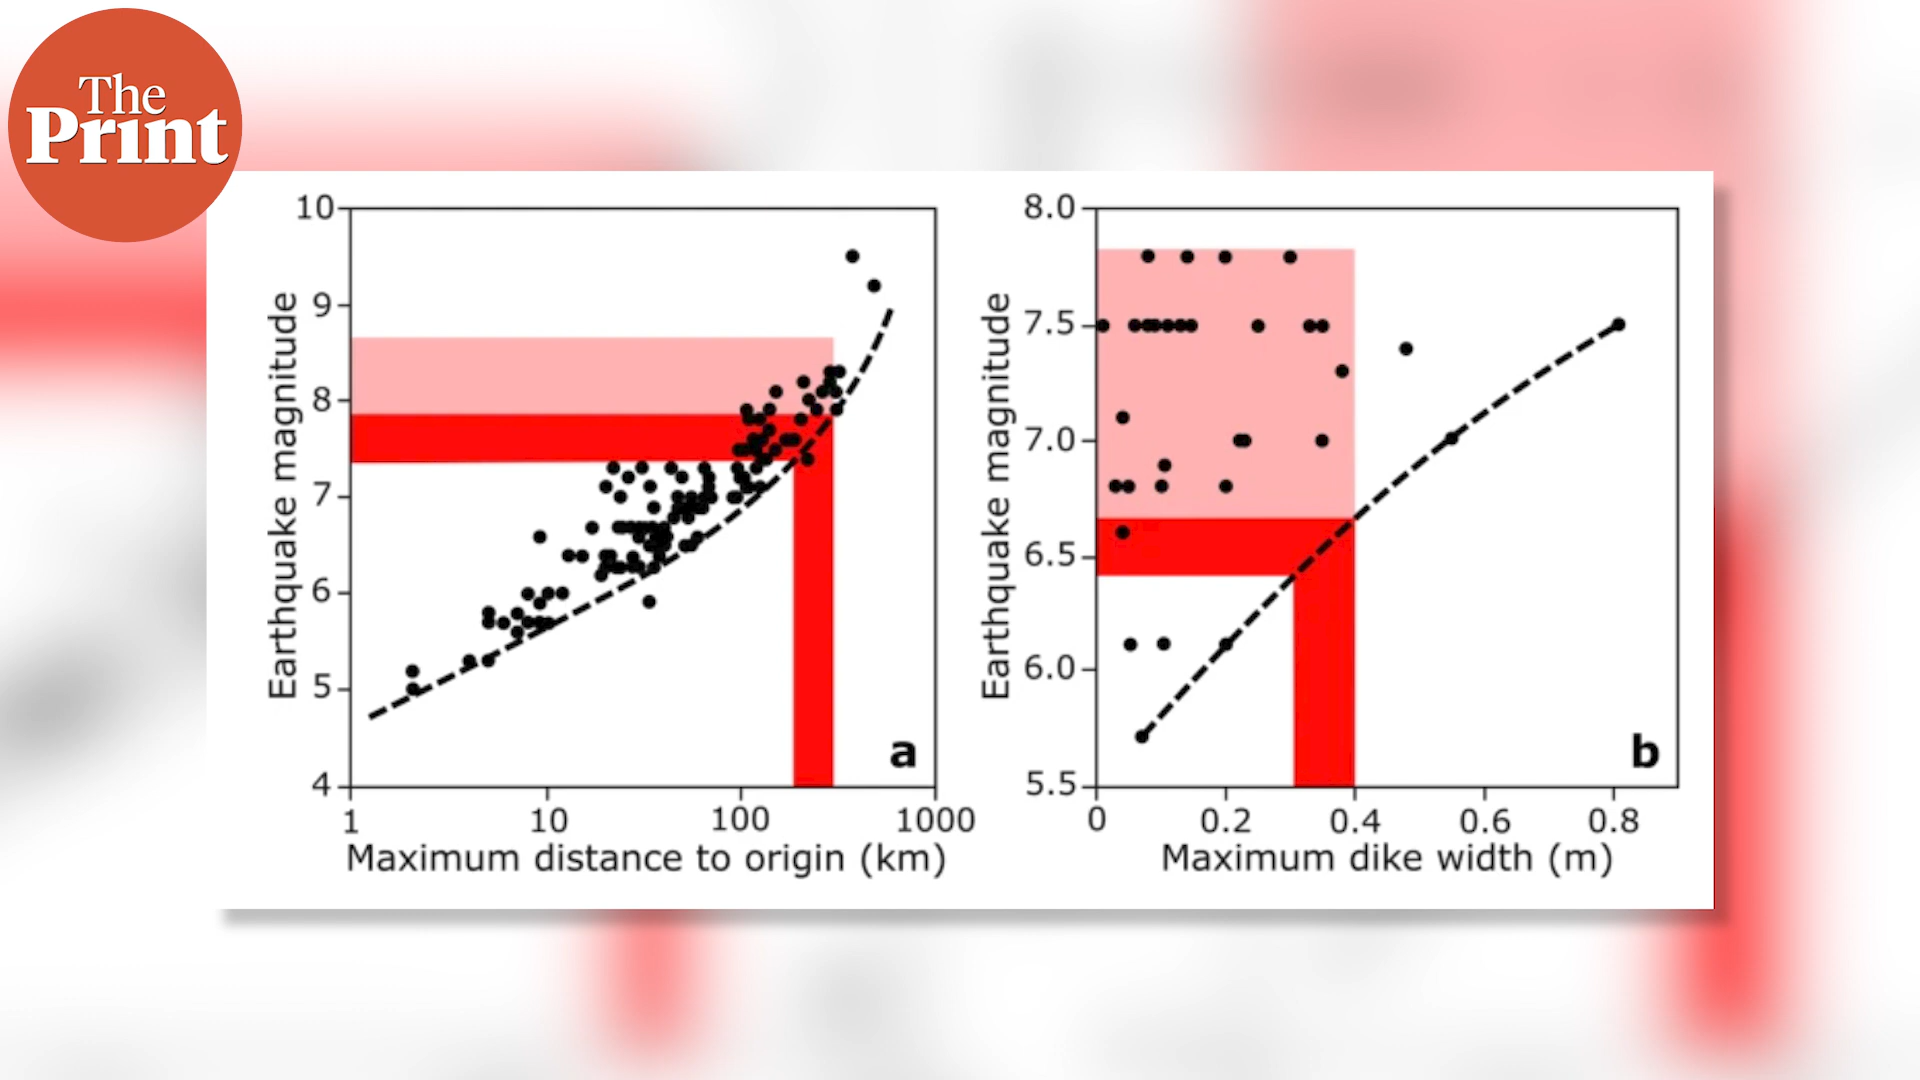 The
Print
10
9
8
7
6
5
4
1
10
100
1000
Earthquake magnitude
Maximum distance to origin (km)
a
8.0
7.5
7.0
6.5
6.0
5.5
0
0.2
0.4
0.6
0.8
Earthquake magnitude
Maximum dike width (m)
b